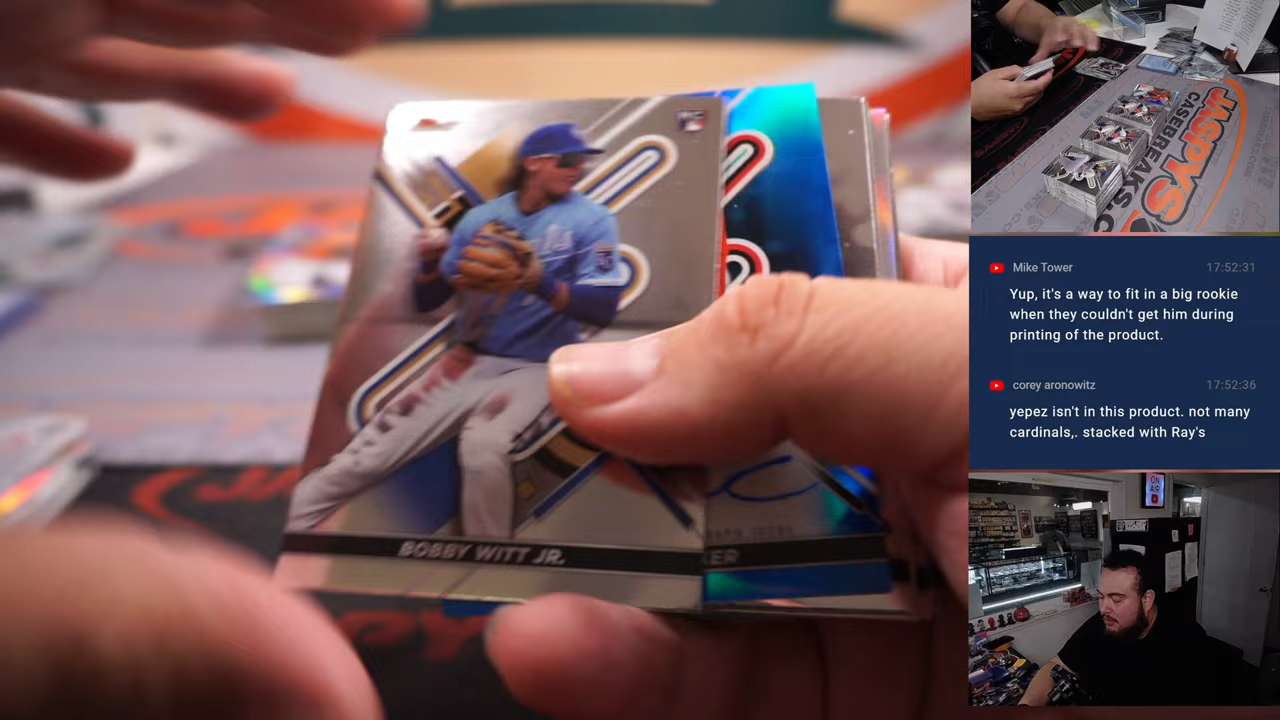 BOBBY WITT JR.
ER
RC
JASPYS
CASEBREAKS.C
Mike Tower 17:52:31
Yup, it's a way to fit in a big rookie
when they couldn't get him during
printing of the product.
corey aronowitz 17:52:36
yepez isn't in this product. not many
cardinals,. stacked with Ray's
ON
AIR